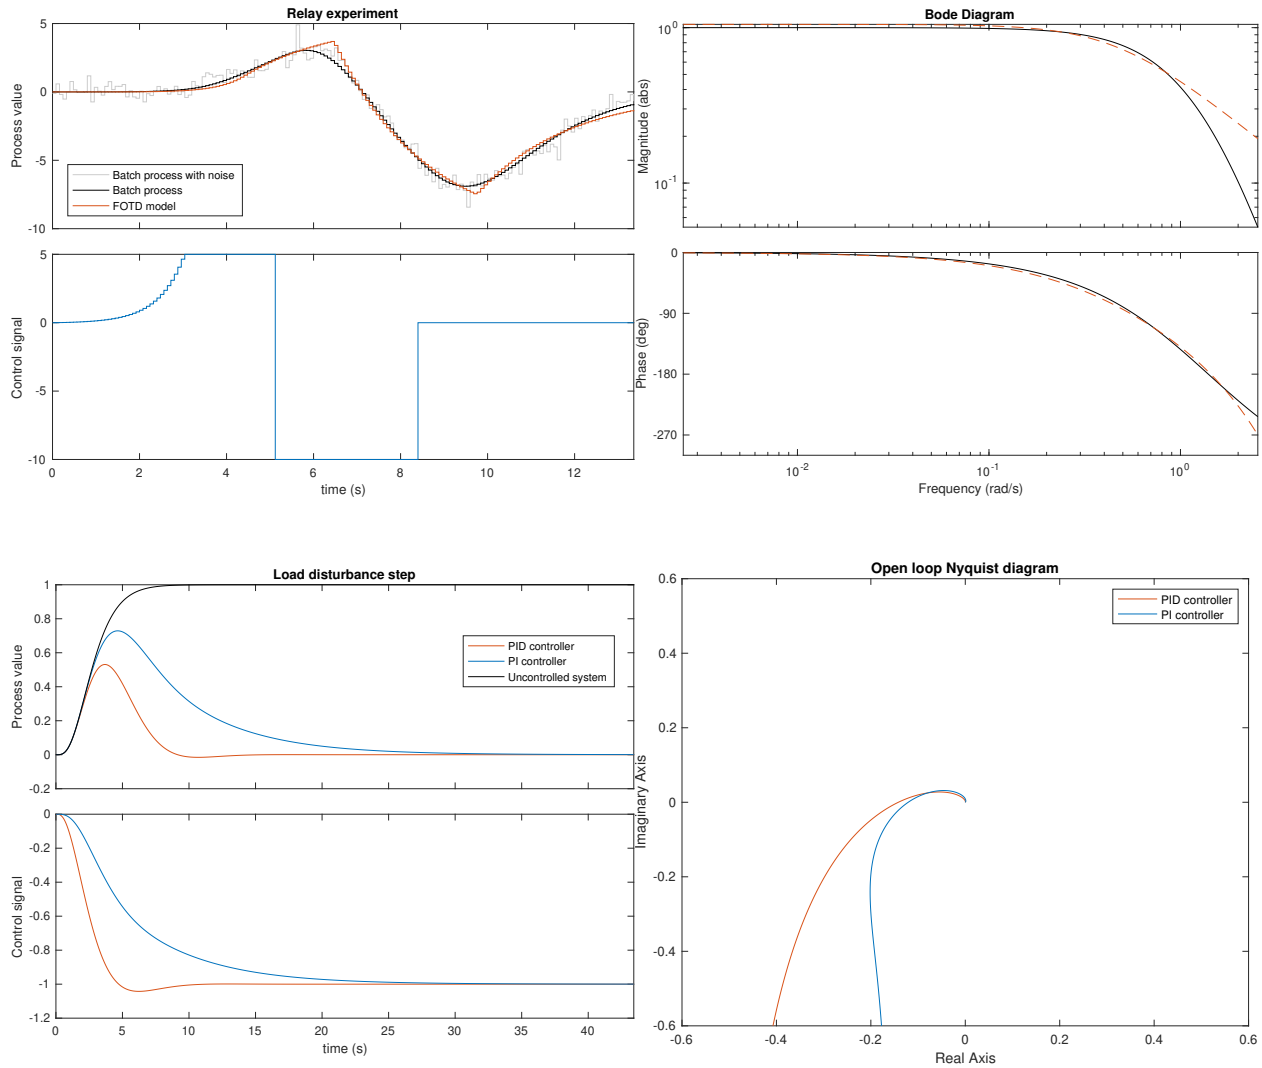 Relay experiment
5
0
-5
-10
Process value
Batch process with noise
Batch process
FOTD model
5
0
-5
-10
Control signal
0 2 4 6 8 10 12
time (s)
Bode Diagram
10^0
10^-1
Magnitude (abs)
0
-90
-180
-270
Phase (deg)
10^-2 10^-1 10^0
Frequency (rad/s)
Load disturbance step
1
0.8
0.6
0.4
0.2
0
-0.2
Process value
PID controller
PI controller
Uncontrolled system
0
-0.2
-0.4
-0.6
-0.8
-1
-1.2
Control signal
0 5 10 15 20 25 30 35 40
time (s)
Open loop Nyquist diagram
0.6
0.4
0.2
0
-0.2
-0.4
-0.6
Imaginary Axis
PID controller
PI controller
-0.6 -0.4 -0.2 0 0.2 0.4 0.6
Real Axis